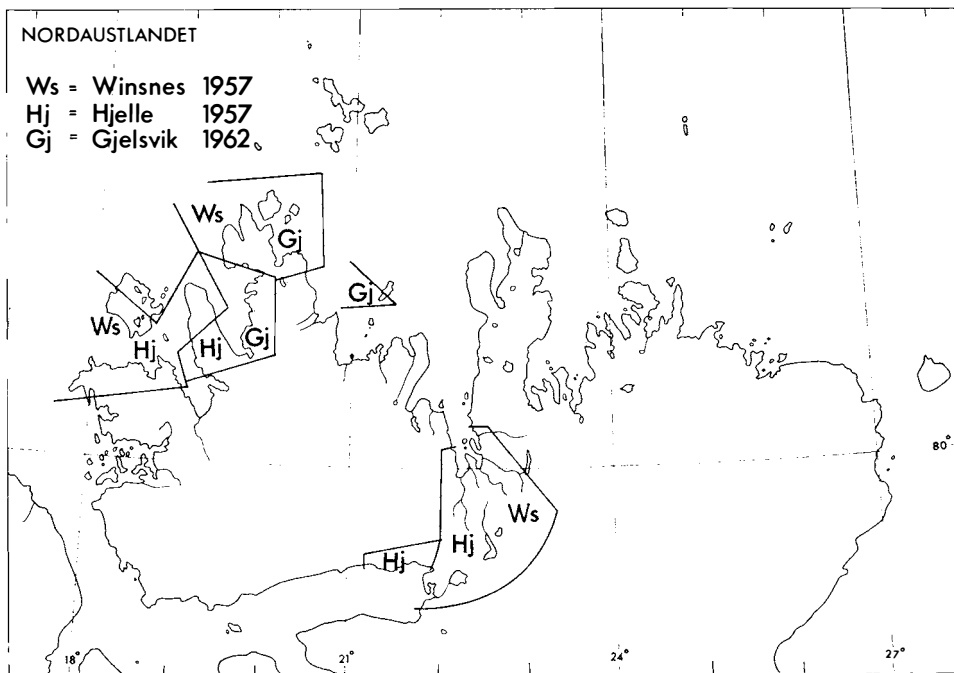 NORDAUSTLANDET
Ws = Winsnes 1957
Hj = Hjelle 1957
Gj = Gjelsvik 1962
Ws
Gj
Gj
Ws
Hj
Hj
Gj
80°
Ws
Hj
Hj
18°
21°
24°
27°